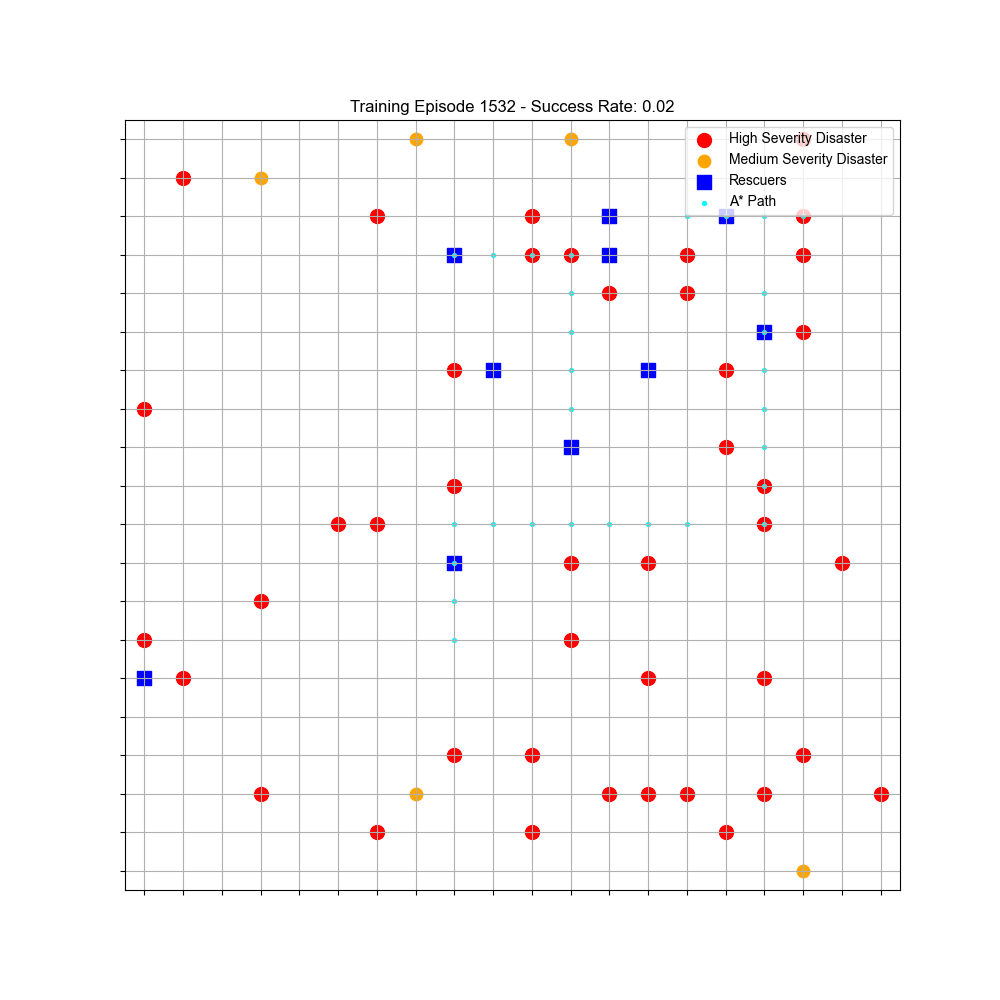 Training Episode 1532 - Success Rate: 0.02
High Severity Disaster
Medium Severity Disaster
Rescuers
A* Path